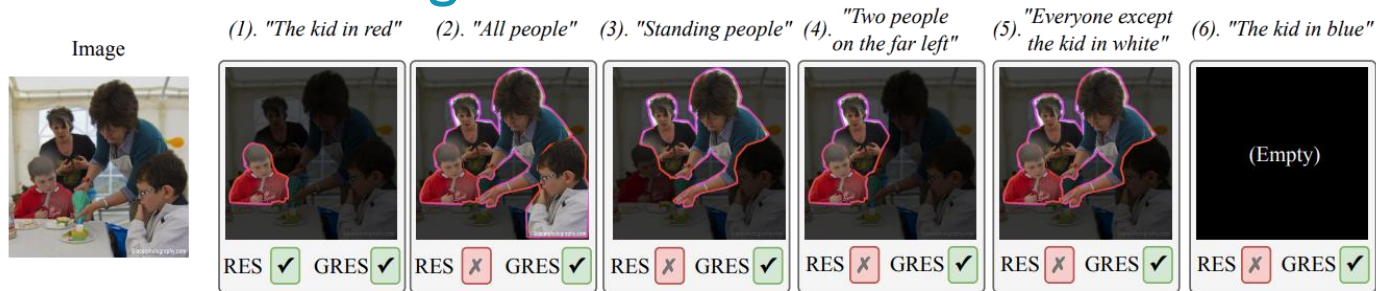 Image
(1). "The kid in red"
RES ✔ GRES ✔
(2). "All people"
RES ✗ GRES ✔
(3). "Standing people"
RES ✗ GRES ✔
(4). "Two people
on the far left"
RES ✗ GRES ✔
(5). "Everyone except
the kid in white"
RES ✗ GRES ✔
(6). "The kid in blue"
(Empty)
RES ✗ GRES ✔